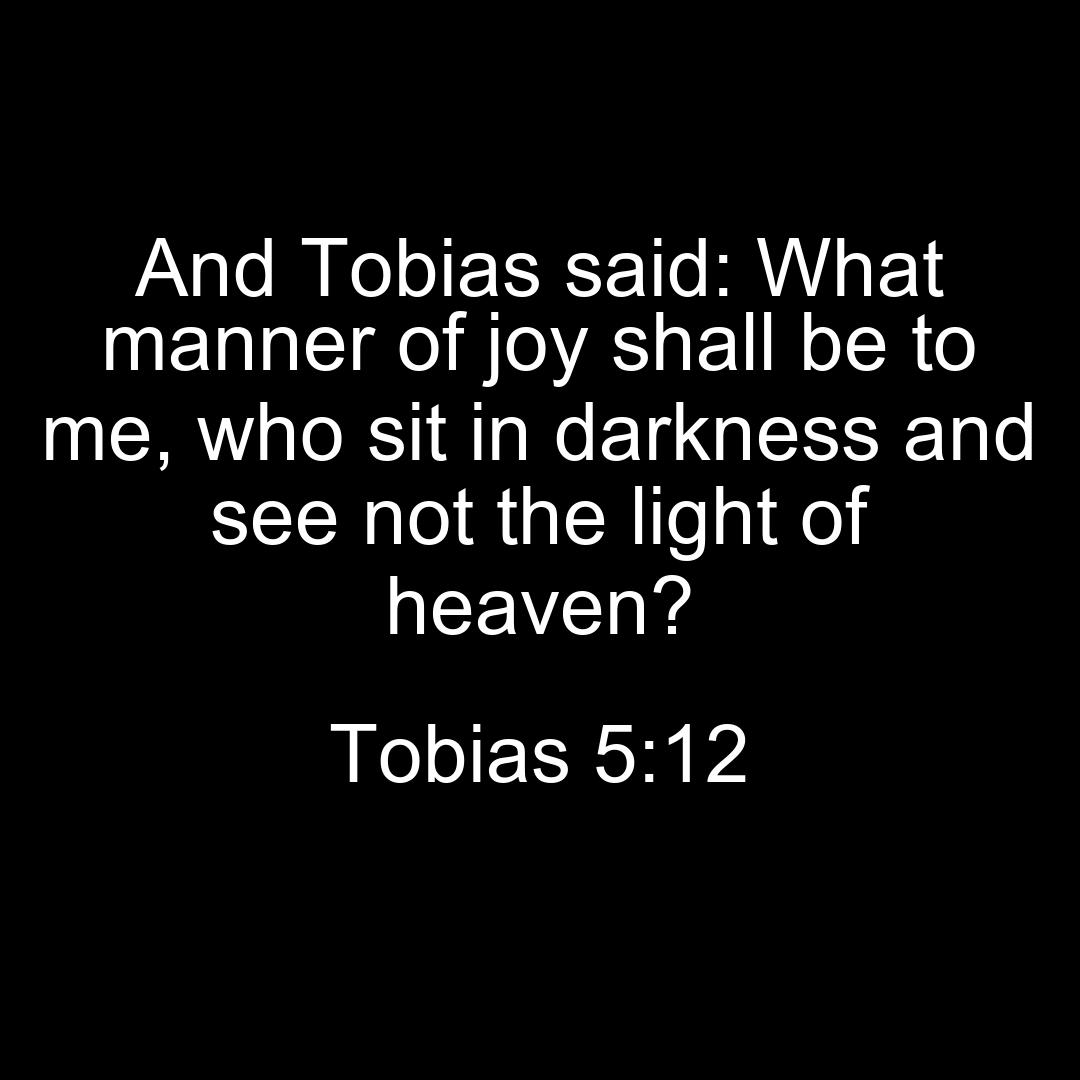 And Tobias said: What
manner of joy shall be to
me, who sit in darkness and
see not the light of
heaven?
Tobias 5:12